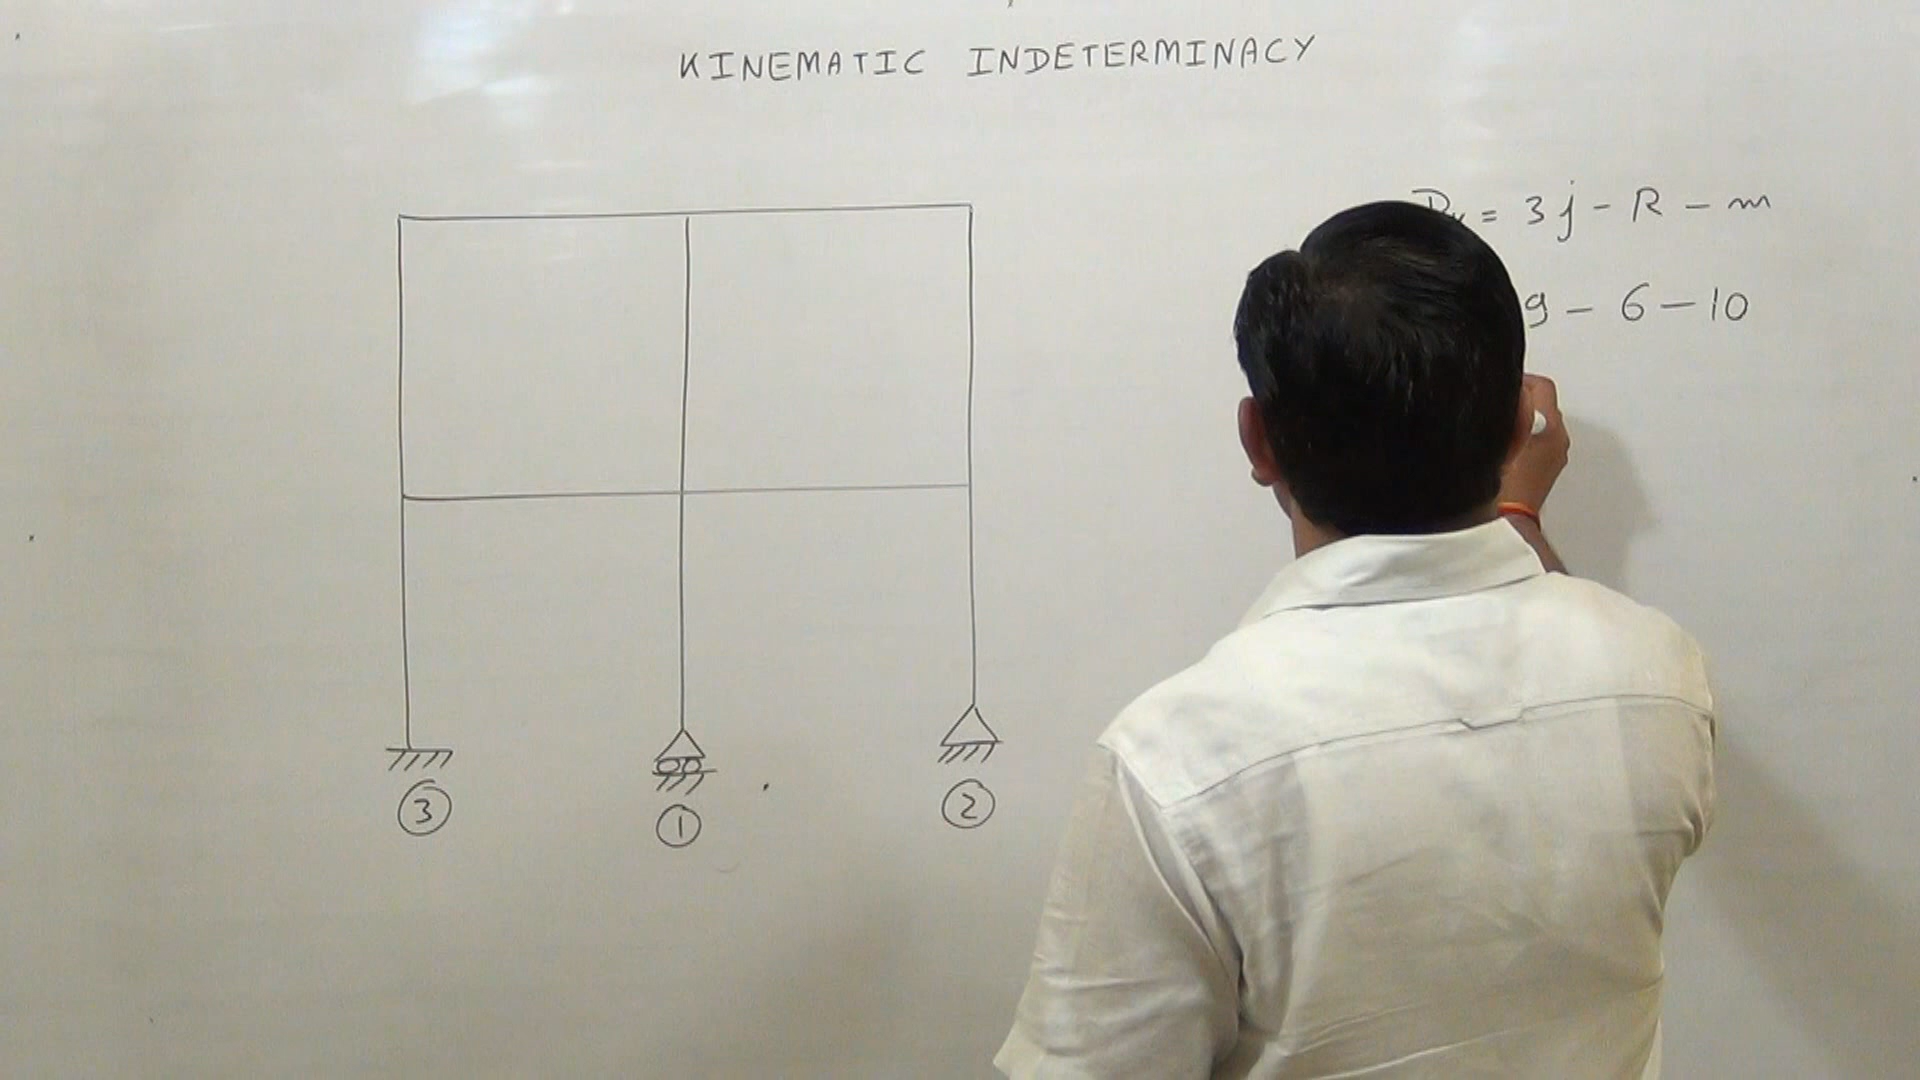 KINEMATIC INDETERMINACY
= 3j - R - m
9 - 6 - 10
3
1
2